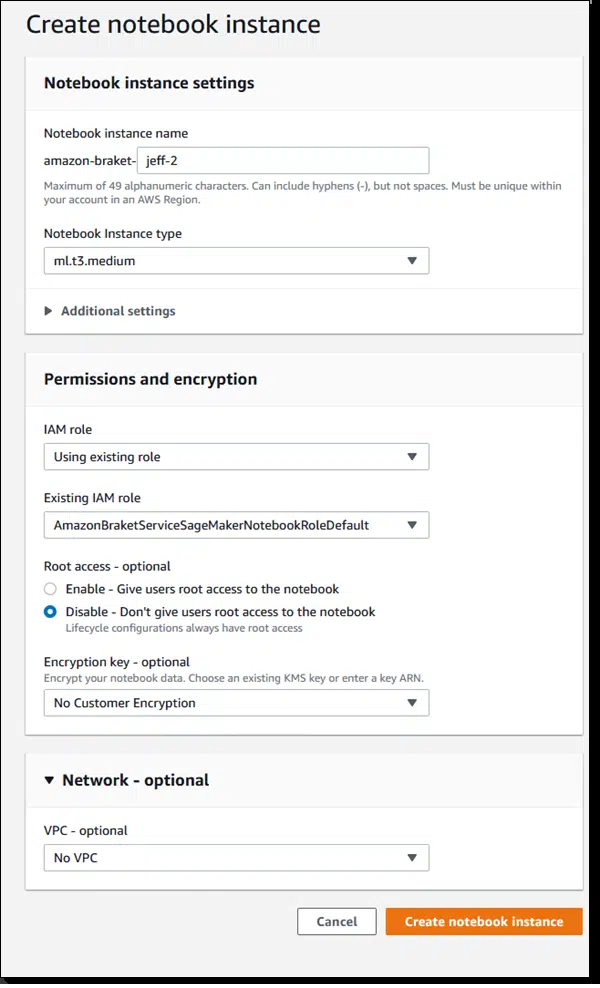 Create notebook instance
Notebook instance settings
Notebook instance name
amazon-braket- jeff-2
Maximum of 49 alphanumeric characters. Can include hyphens (-), but not spaces. Must be unique within
your account in an AWS Region.
Notebook Instance type
ml.t3.medium
Additional settings
Permissions and encryption
IAM role
Using existing role
Existing IAM role
AmazonBraketServiceSageMakerNotebookRoleDefault
Root access - optional
Enable - Give users root access to the notebook
Disable - Don't give users root access to the notebook
Lifecycle configurations always have root access
Encryption key - optional
Encrypt your notebook data. Choose an existing KMS key or enter a key ARN.
No Customer Encryption
Network - optional
VPC - optional
No VPC
Cancel Create notebook instance